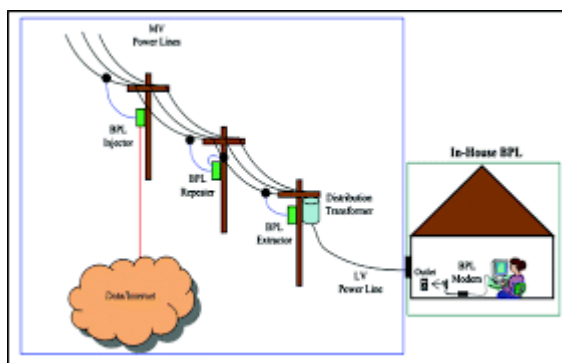 MV
Power Lines
BPL
Injector
BPL
Repeater
In-House BPL
Distribution
Transformer
BPL
Extractor
LV
Power Line
Outlet
BPL
Modem
Data/Internet